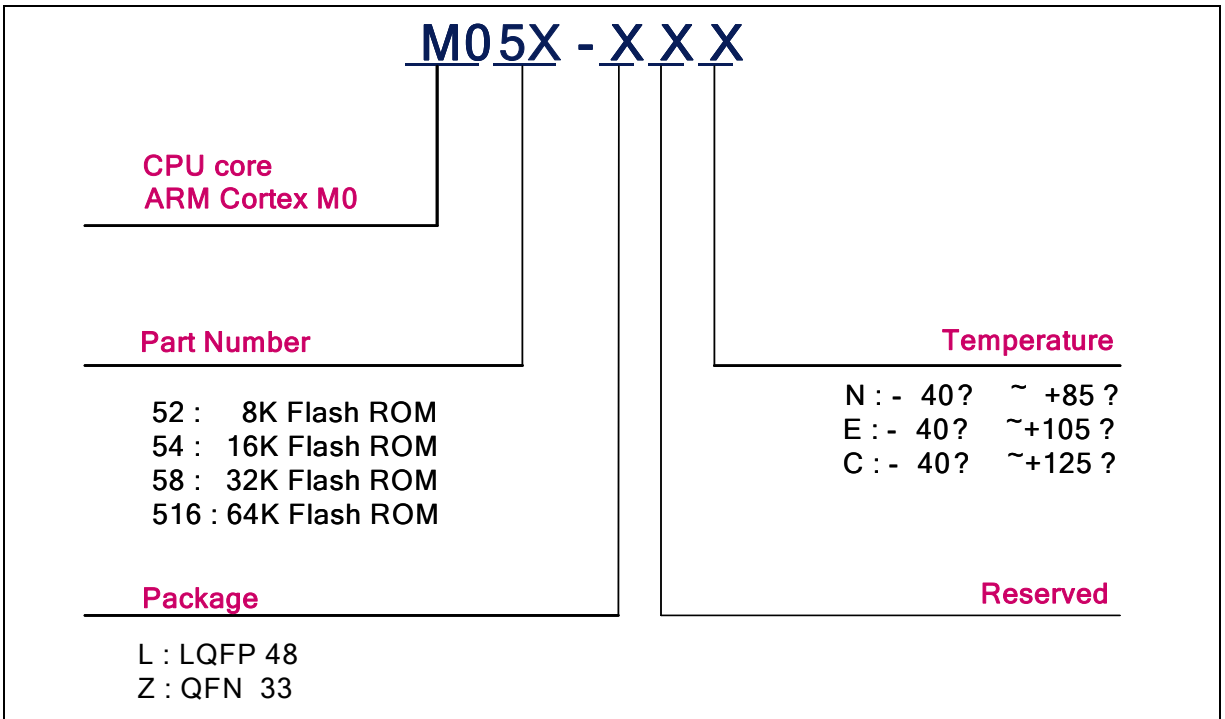 M05X - X X X
CPU core
ARM Cortex M0
Part Number
52 : 8K Flash ROM
54 : 16K Flash ROM
58 : 32K Flash ROM
516 : 64K Flash ROM
Package
L : LQFP 48
Z : QFN 33
Temperature
N : - 40? ~ +85 ?
E : - 40? ~+105 ?
C : - 40? ~+125 ?
Reserved